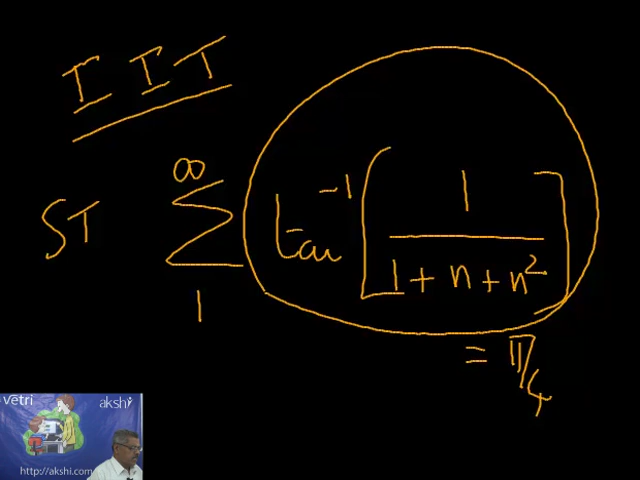 IIT
ST ∞ ∑ 1 tan⁻¹ [ 1 / 1 + n + n² ]
= π/4
vetri akshi
http://akshi.com